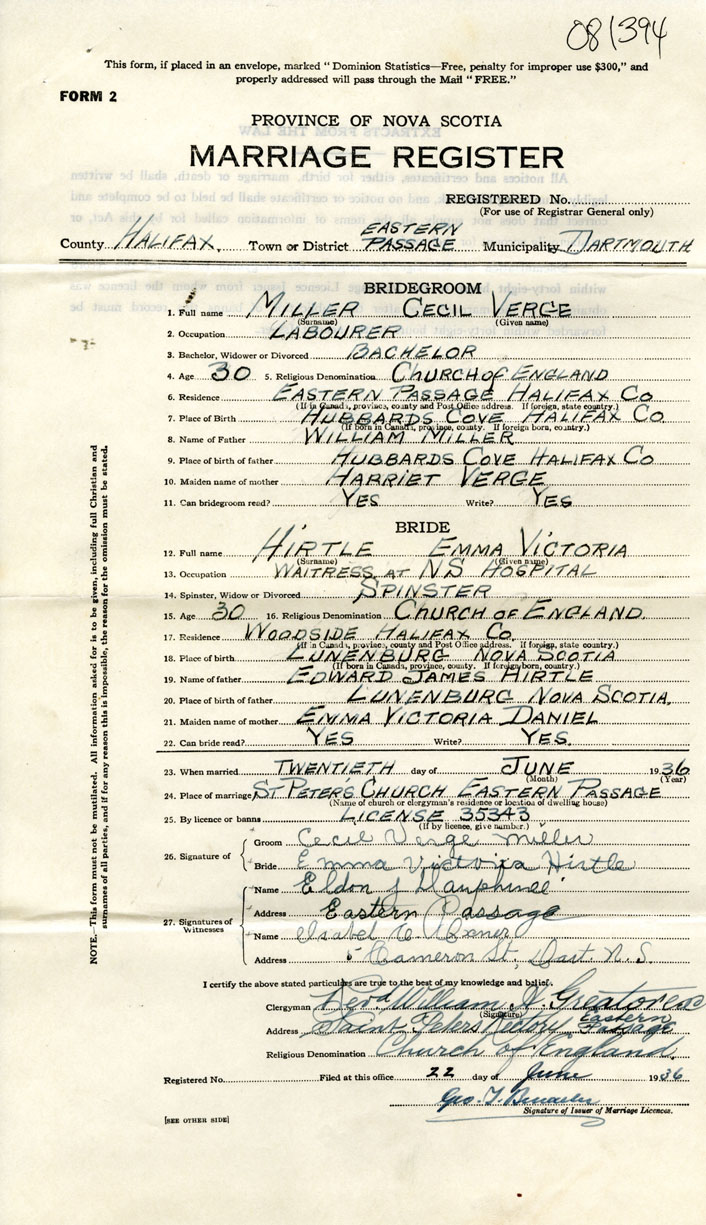 081394
This form, if placed in an envelope, marked "Dominion Statistics—Free, penalty for improper use $300," and
properly addressed will pass through the Mail "FREE."
FORM 2
PROVINCE OF NOVA SCOTIA
MARRIAGE REGISTER
REGISTERED No.
(For use of Registrar General only)
County HALIFAX. Town or District EASTERN PASSAGE Municipality DARTMOUTH
BRIDEGROOM
1. Full name MILLER CECIL VERGE
(Surname) (Given name)
2. Occupation LABOURER
3. Bachelor, Widower or Divorced BACHELOR
4. Age 30 5. Religious Denomination CHURCH OF ENGLAND
6. Residence EASTERN PASSAGE HALIFAX CO
(If in Canada, province, county and Post Office address. If foreign, state country.)
7. Place of Birth HUBBARDS COVE HALIFAX CO.
(If born in Canada, province, county. If foreign born, country.)
8. Name of Father WILLIAM MILLER
9. Place of birth of father HUBBARDS COVE HALIFAX CO
10. Maiden name of mother HARRIET VERGE
11. Can bridegroom read? YES Write? YES
BRIDE
12. Full name HIRTLE EMMA VICTORIA
(Surname) (Given name)
13. Occupation WAITRESS AT NS HOSPITAL
14. Spinster, Widow or Divorced SPINSTER
15. Age 30 16. Religious Denomination CHURCH OF ENGLAND.
17. Residence WOODSIDE HALIFAX CO.
(If in Canada, province, county and Post Office address. If foreign, state country.)
18. Place of birth LUNENBURG NOVA SCOTIA
(If born in Canada, province, county. If foreign born, country.)
19. Name of father EDWARD JAMES HIRTLE
20. Place of birth of father LUNENBURG NOVA SCOTIA.
21. Maiden name of mother EMMA VICTORIA DANIEL
22. Can bride read? YES Write? YES.
23. When married TWENTIETH day of JUNE 1936
(Month) (Year)
24. Place of marriage ST PETER'S CHURCH EASTERN PASSAGE
(Name of church or clergyman's residence or location of dwelling house)
25. By licence or banns LICENSE 35343
(If by licence, give number.)
26. Signature of
Groom Cecil Verge Miller
Bride Emma Victoria Hirtle
27. Signatures of Witnesses
Name Eldon J Dauphinee
Address Eastern Passage
Name Isabel
Address Cameron St., Dart. N.S.
I certify the above stated particulars are true to the best of my knowledge and belief.
Clergyman Revd William J. Greatorex
(Signature)
Address Saint Peters Rectory Eastern Passage
Religious Denomination Church of England.
Registered No. Filed at this office 22 day of June 1936
Geo. T.
Signature of Issuer of Marriage Licences.
[SEE OTHER SIDE]
NOTE.—This form must not be mutilated. All information asked for is to be given, including full Christian and
surnames of all parties, and if for any reason this is impossible, the reason for the omission must be stated.